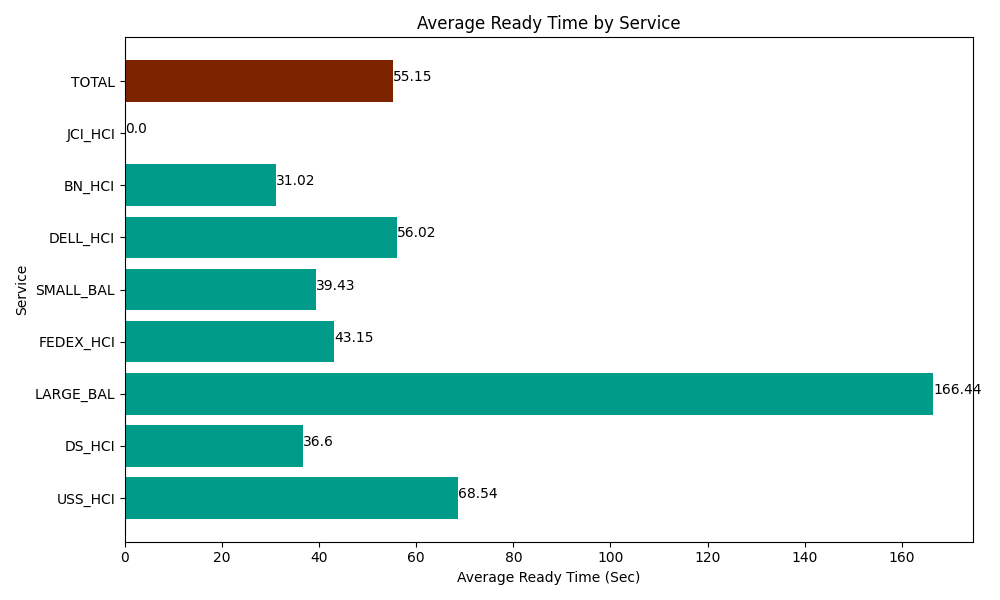 Average Ready Time by Service
Service
TOTAL 55.15
JCI_HCI 0.0
BN_HCI 31.02
DELL_HCI 56.02
SMALL_BAL 39.43
FEDEX_HCI 43.15
LARGE_BAL 166.44
DS_HCI 36.6
USS_HCI 68.54
0 20 40 60 80 100 120 140 160
Average Ready Time (Sec)